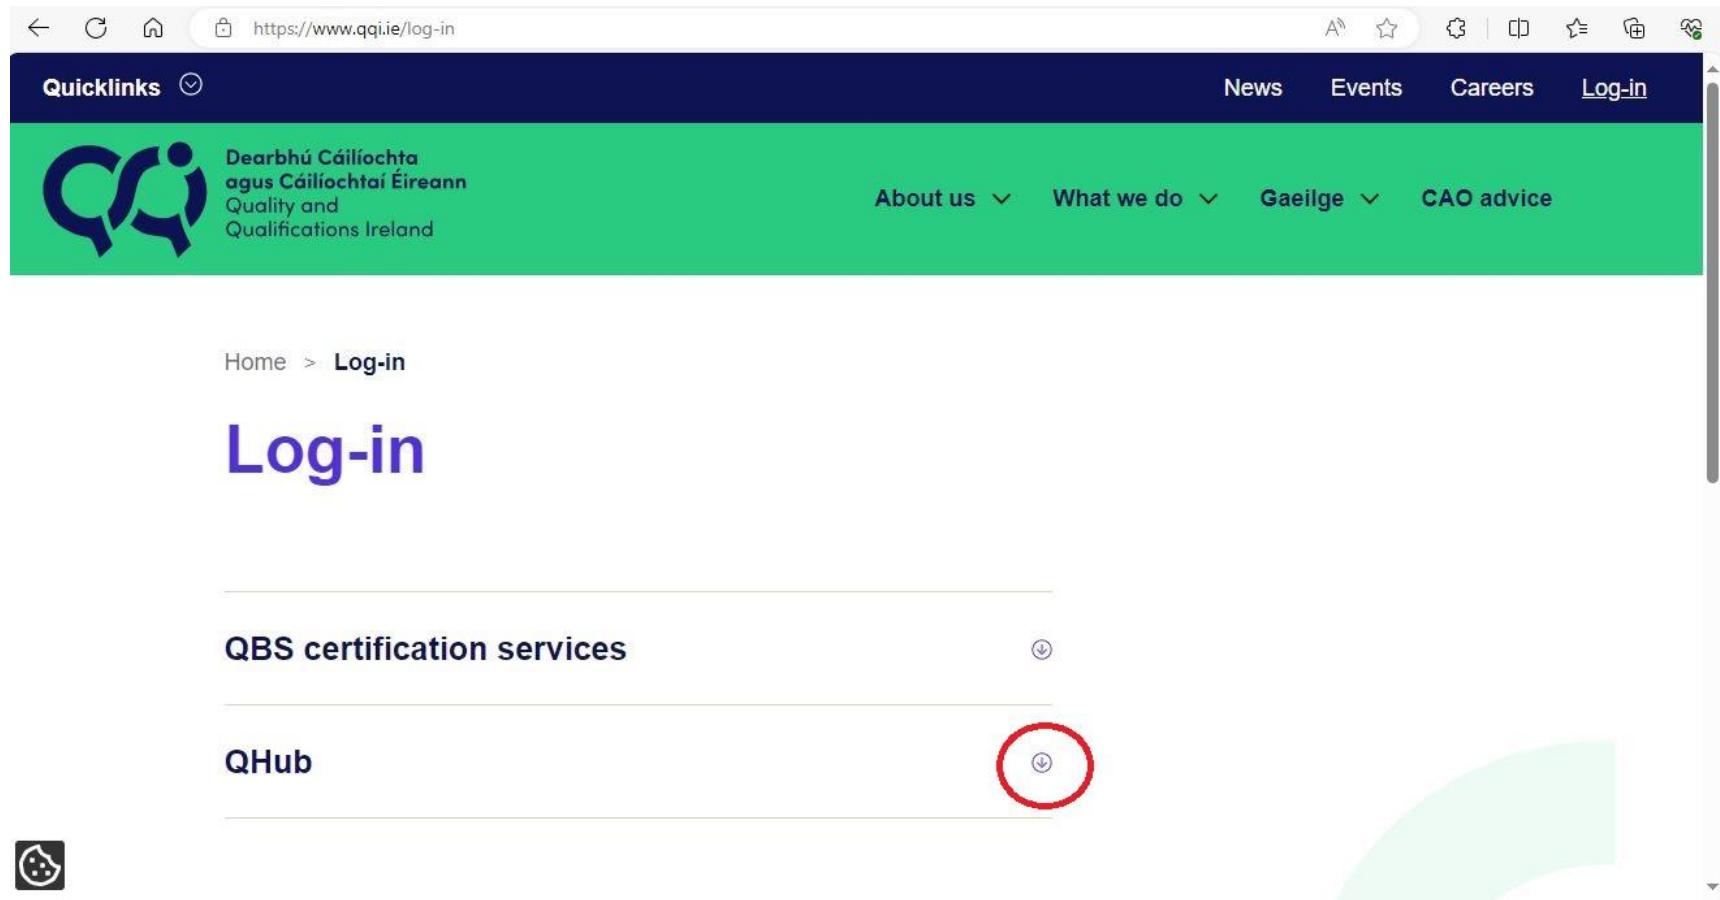 https://www.qqi.ie/log-in
Quicklinks
News Events Careers Log-in
Dearbhú Cáilíochta
agus Cáilíochtaí Éireann
Quality and
Qualifications Ireland
About us What we do Gaeilge CAO advice
Home > Log-in
Log-in
QBS certification services
QHub